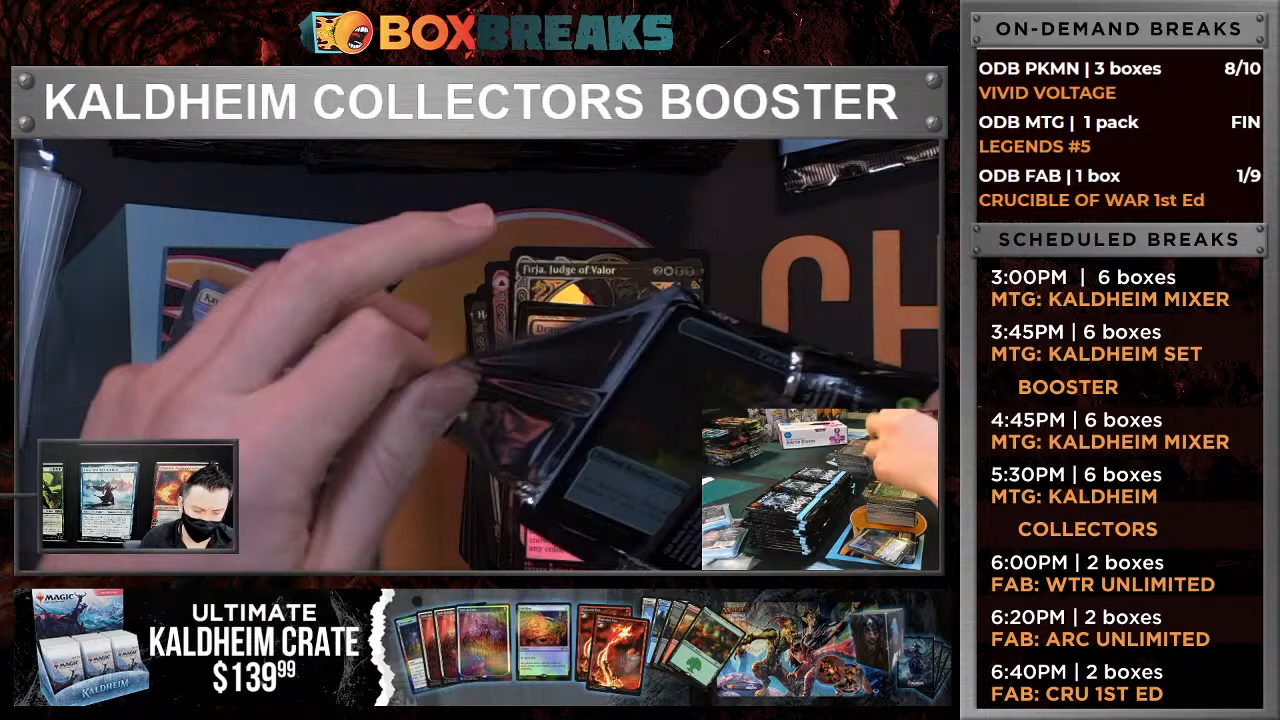 BOXBREAKS
KALDHEIM COLLECTORS BOOSTER
Firja, Judge of Valor
ULTIMATE
KALDHEIM CRATE
$139⁹⁹
MAGIC
KALDHEIM
ON-DEMAND BREAKS
ODB PKMN | 3 boxes 8/10
VIVID VOLTAGE
ODB MTG | 1 pack FIN
LEGENDS #5
ODB FAB | 1 box 1/9
CRUCIBLE OF WAR 1st Ed
SCHEDULED BREAKS
3:00PM | 6 boxes
MTG: KALDHEIM MIXER
3:45PM | 6 boxes
MTG: KALDHEIM SET
BOOSTER
4:45PM | 6 boxes
MTG: KALDHEIM MIXER
5:30PM | 6 boxes
MTG: KALDHEIM
COLLECTORS
6:00PM | 2 boxes
FAB: WTR UNLIMITED
6:20PM | 2 boxes
FAB: ARC UNLIMITED
6:40PM | 2 boxes
FAB: CRU 1ST ED